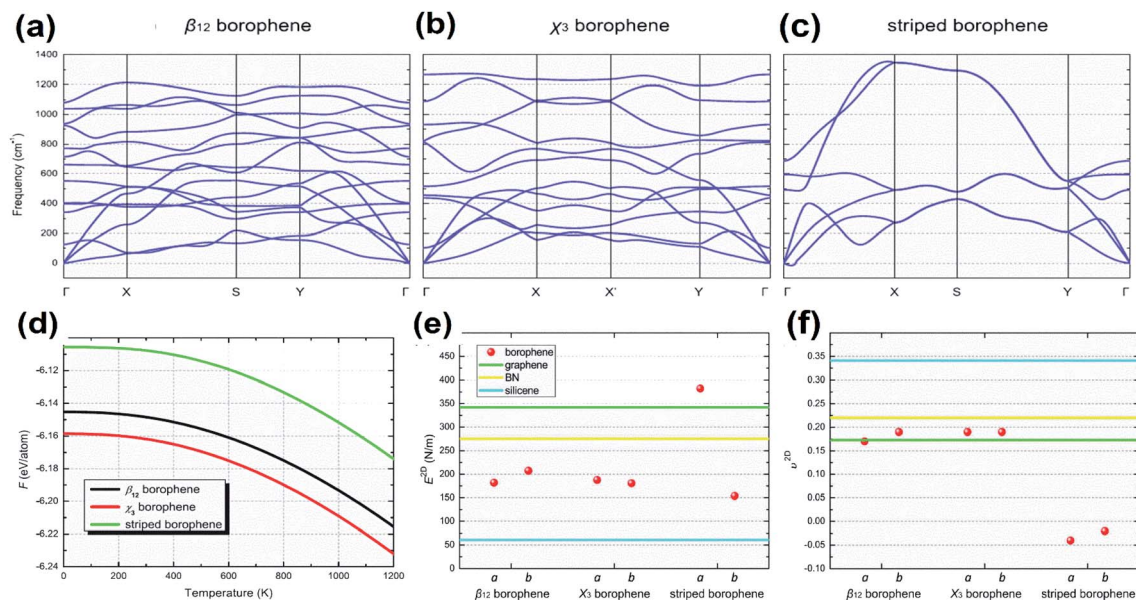 (a) β12 borophene
(b) χ3 borophene
(c) striped borophene
Frequency (cm⁻¹)
1400
1200
1000
800
600
400
200
0
Γ X S Y Γ
Γ X X' Y Γ
Γ X S Y Γ
(d)
F (eV/atom)
-6.12
-6.14
-6.16
-6.18
-6.20
-6.22
-6.24
β12 borophene
χ3 borophene
striped borophene
0 200 400 600 800 1000 1200
Temperature (K)
(e)
E²ᴰ (N/m)
450
400
350
300
250
200
150
100
50
0
borophene
graphene
BN
silicene
a b a b a b
β12 borophene χ3 borophene striped borophene
(f)
υ²ᴰ
0.35
0.30
0.25
0.20
0.15
0.10
0.05
0.00
-0.05
-0.10
a b a b a b
β12 borophene χ3 borophene striped borophene